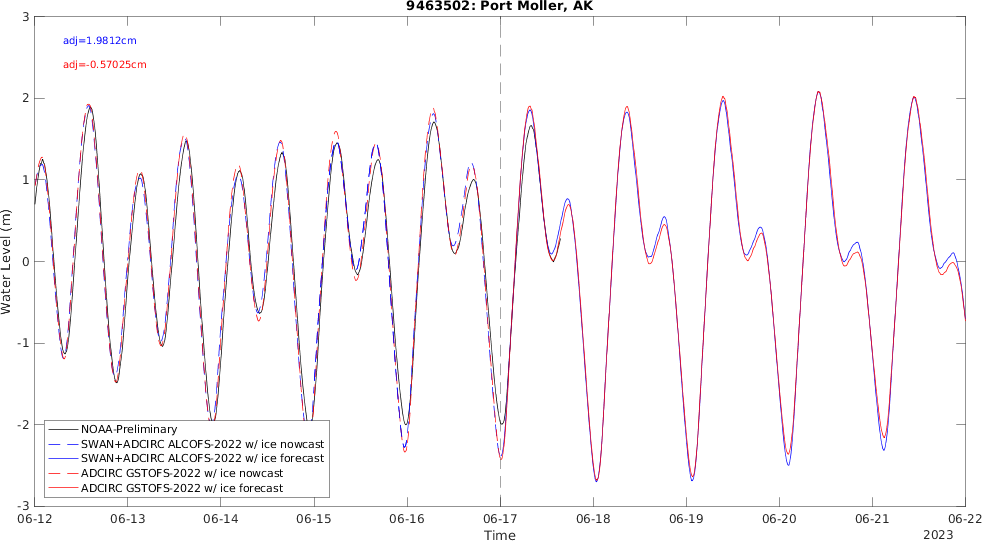 9463502: Port Moller, AK
adj=1.9812cm
adj=-0.57025cm
3
2
1
0
-1
-2
-3
Water Level (m)
NOAA-Preliminary
SWAN+ADCIRC ALCOFS-2022 w/ ice nowcast
SWAN+ADCIRC ALCOFS-2022 w/ ice forecast
ADCIRC GSTOFS-2022 w/ ice nowcast
ADCIRC GSTOFS-2022 w/ ice forecast
06-12 06-13 06-14 06-15 06-16 06-17 06-18 06-19 06-20 06-21 06-22
Time
2023